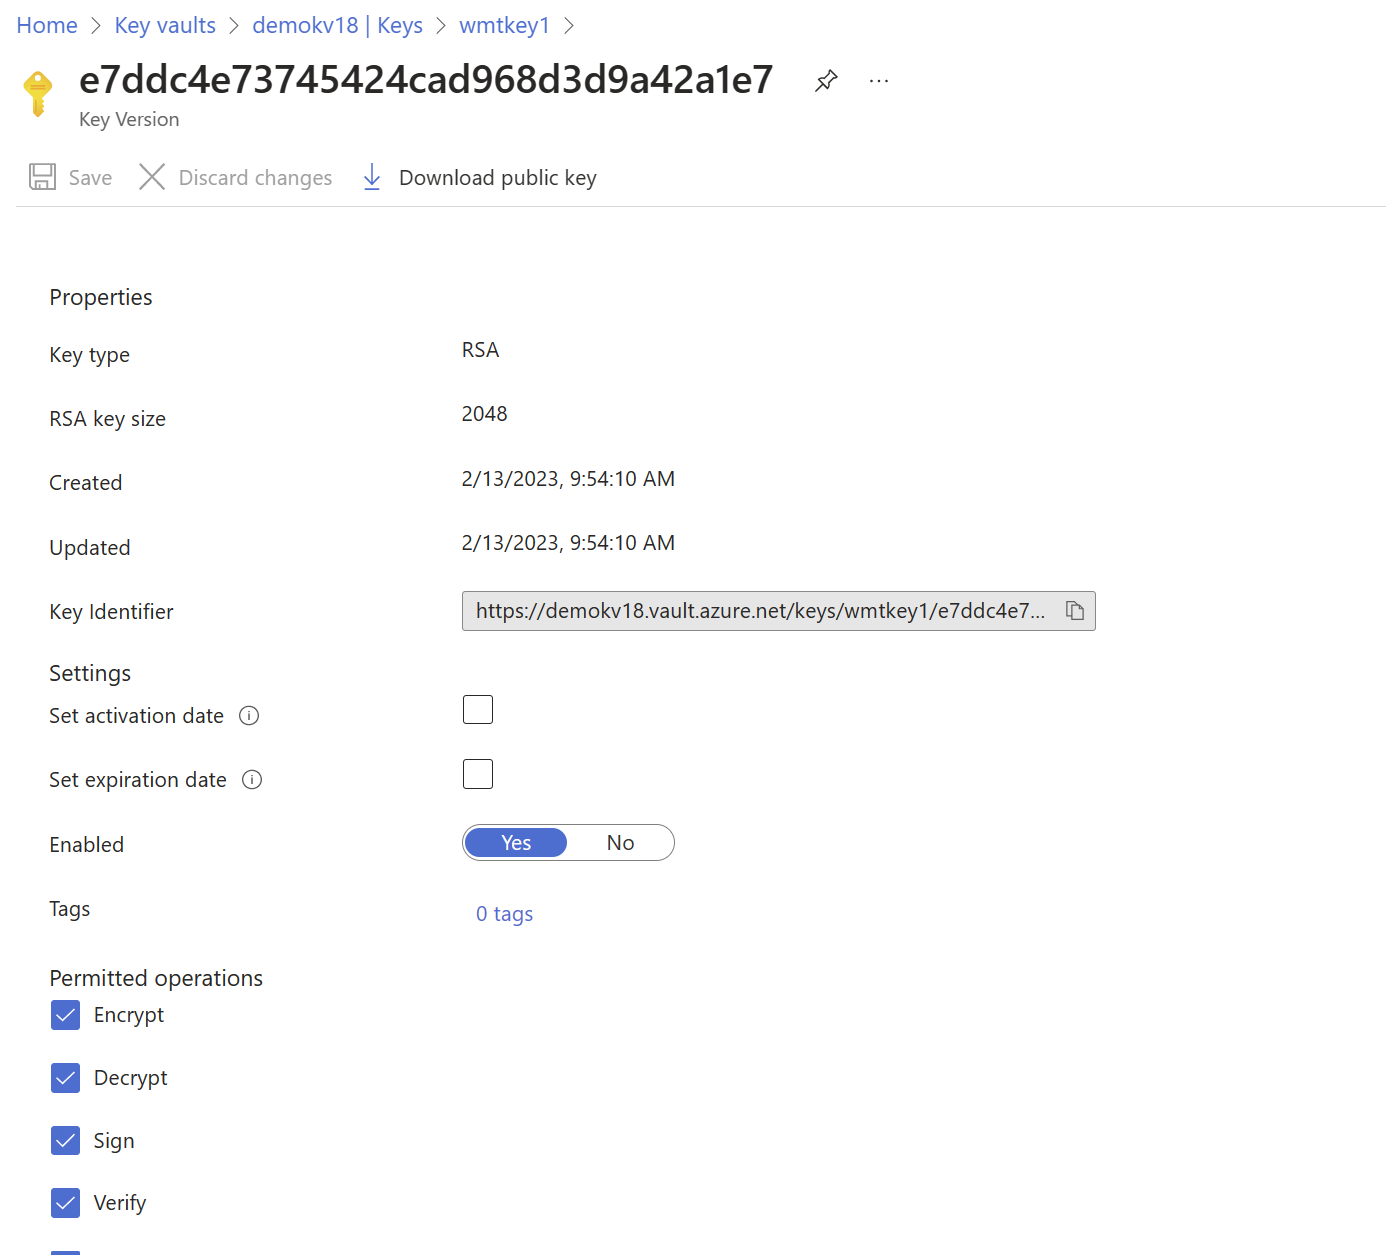 Home > Key vaults > demokv18 | Keys > wmtkey1 >
e7ddc4e73745424cad968d3d9a42a1e7 ...
Key Version
Save Discard changes Download public key
Properties
Key type RSA
RSA key size 2048
Created 2/13/2023, 9:54:10 AM
Updated 2/13/2023, 9:54:10 AM
Key Identifier https://demokv18.vault.azure.net/keys/wmtkey1/e7ddc4e7...
Settings
Set activation date
Set expiration date
Enabled Yes No
Tags 0 tags
Permitted operations
Encrypt
Decrypt
Sign
Verify